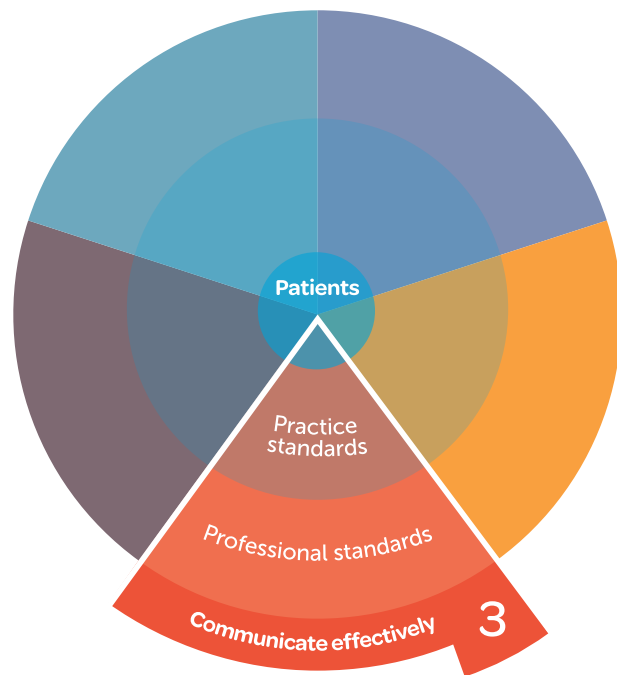 Patients
Practice
standards
Professional standards
Communicate effectively
3